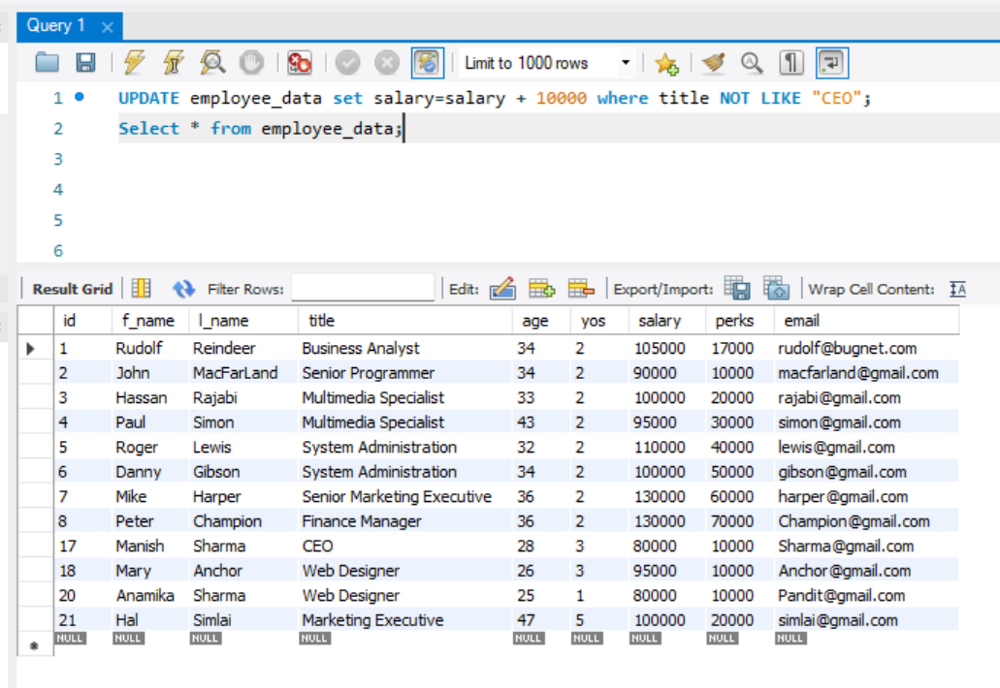 Query 1 ×
Limit to 1000 rows
1 UPDATE employee_data set salary=salary + 10000 where title NOT LIKE "CEO";
2 Select * from employee_data;
3
4
5
6
Result Grid Filter Rows: Edit: Export/Import: Wrap Cell Content:
id f_name l_name title age yos salary perks email
1 Rudolf Reindeer Business Analyst 34 2 105000 17000 rudolf@bugnet.com
2 John MacFarLand Senior Programmer 34 2 90000 10000 macfarland@gmail.com
3 Hassan Rajabi Multimedia Specialist 33 2 100000 20000 rajabi@gmail.com
4 Paul Simon Multimedia Specialist 43 2 95000 30000 simon@gmail.com
5 Roger Lewis System Administration 32 2 110000 40000 lewis@gmail.com
6 Danny Gibson System Administration 34 2 100000 50000 gibson@gmail.com
7 Mike Harper Senior Marketing Executive 36 2 130000 60000 harper@gmail.com
8 Peter Champion Finance Manager 36 2 130000 70000 Champion@gmail.com
17 Manish Sharma CEO 28 3 80000 10000 Sharma@gmail.com
18 Mary Anchor Web Designer 26 3 95000 10000 Anchor@gmail.com
20 Anamika Sharma Web Designer 25 1 80000 10000 Pandit@gmail.com
21 Hal Simlai Marketing Executive 47 5 100000 20000 simlai@gmail.com
NULL NULL NULL NULL NULL NULL NULL NULL NULL